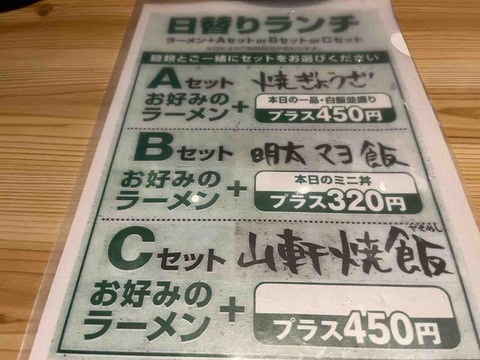 日替りランチ
ラーメン+Aセット or Bセット or Cセット
麺類とご一緒にセットをお選びください
Aセット 焼ぎょうざ
お好みのラーメン + 本日の一品・白飯並盛り
プラス450円
Bセット 明太マヨ飯
お好みのラーメン + 本日のミニ丼
プラス320円
やきめし
Cセット 山軒焼飯
お好みのラーメン +
プラス450円